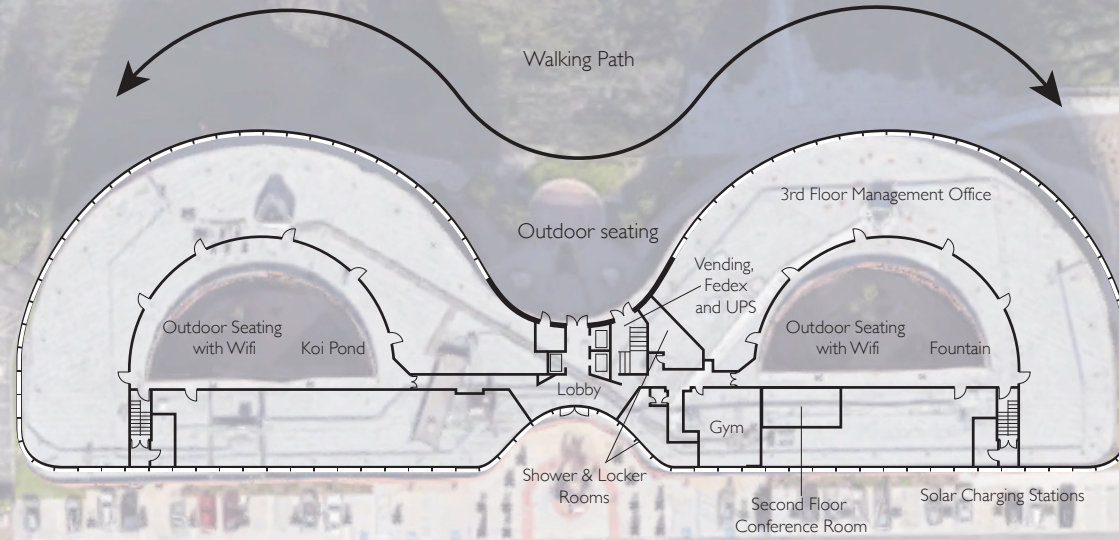 Walking Path
3rd Floor Management Office
Outdoor seating
Vending,
Fedex
and UPS
Outdoor Seating
with Wifi
Koi Pond
Outdoor Seating
with Wifi
Fountain
Lobby
Gym
Shower & Locker
Rooms
Second Floor
Conference Room
Solar Charging Stations